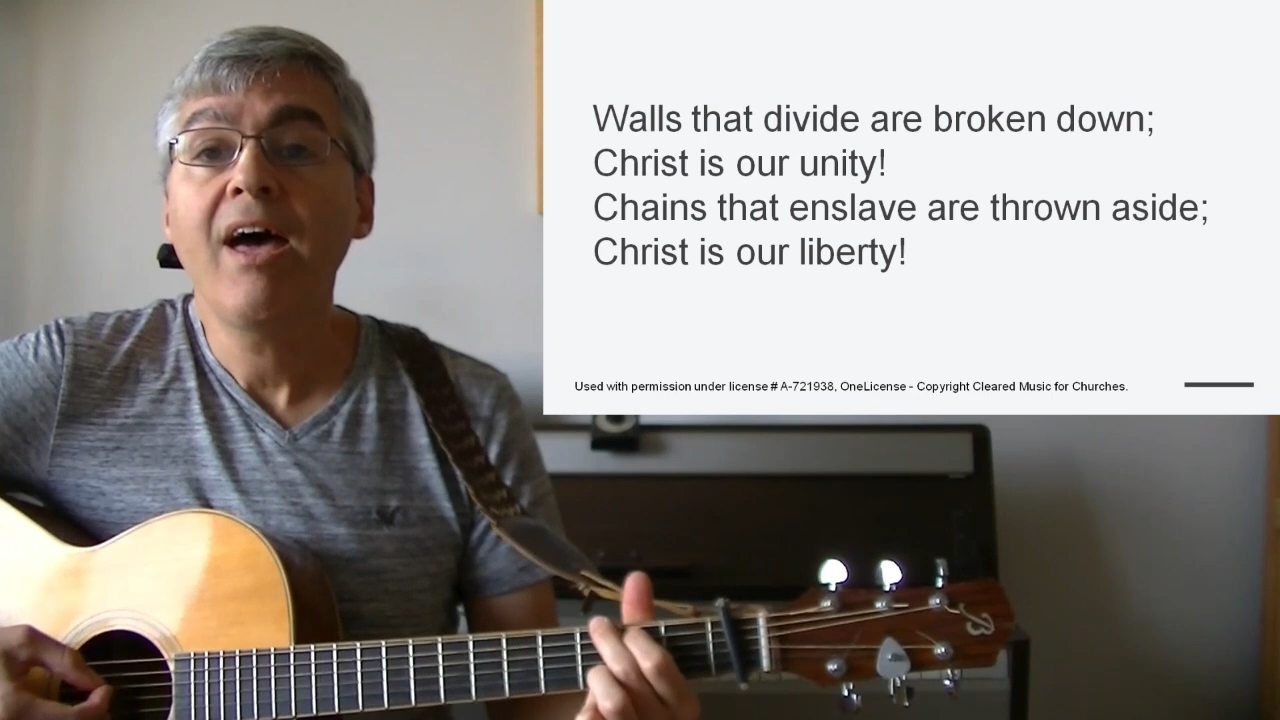 Walls that divide are broken down;
Christ is our unity!
Chains that enslave are thrown aside;
Christ is our liberty!
Used with permission under license # A-721938, OneLicense - Copyright Cleared Music for Churches.